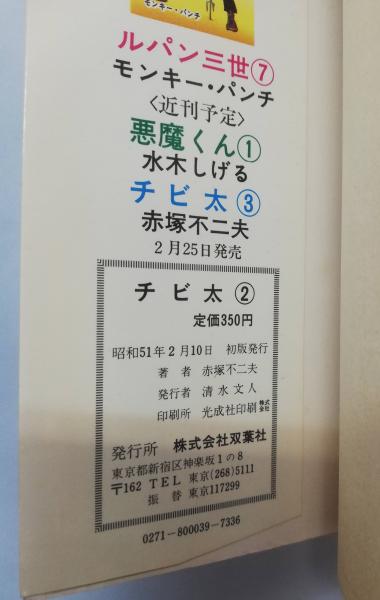 モンキー・パンチ
ルパン三世⑦
モンキー・パンチ
〈近刊予定〉
悪魔くん①
水木しげる
チビ太③
赤塚不二夫
2月25日発売
チビ太②
定価350円
昭和51年2月10日 初版発行
著者 赤塚不二夫
発行者 清水文人
印刷所 光成社印刷株式会社
発行所 株式会社双葉社
東京都新宿区神楽坂1の8
〒162 TEL 東京(268)5111
振替 東京117299
0271-800039-7336